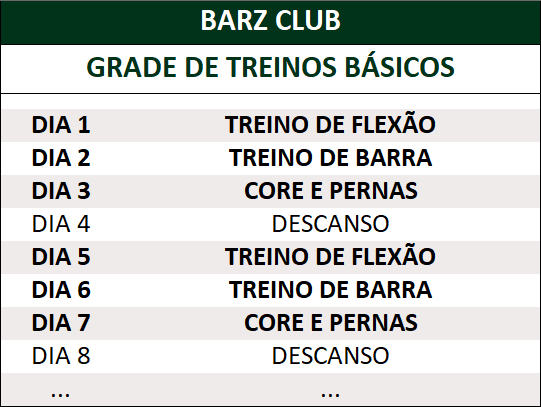 BARZ CLUB
GRADE DE TREINOS BÁSICOS
DIA 1 TREINO DE FLEXÃO
DIA 2 TREINO DE BARRA
DIA 3 CORE E PERNAS
DIA 4 DESCANSO
DIA 5 TREINO DE FLEXÃO
DIA 6 TREINO DE BARRA
DIA 7 CORE E PERNAS
DIA 8 DESCANSO
... ...